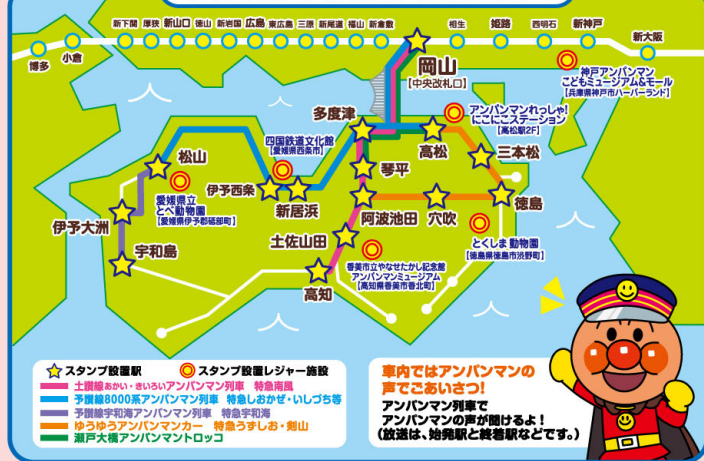 新下関
厚狭
新山口
徳山
新岩国
広島
東広島
三原
新尾道
福山
新倉敷
相生
姫路
西明石
新神戸
新大阪
博多
小倉
岡山
【中央改札口】
神戸アンパンマン
こどもミュージアム&モール
【兵庫県神戸市ハーバーランド】
多度津
アンパンマンれっしゃ!
にこにこステーション
【高松駅2F】
四国鉄道文化館
【愛媛県西条市】
高松
三本松
松山
琴平
愛媛県立
とべ動物園
【愛媛県伊予郡砥部町】
伊予西条
新居浜
阿波池田
穴吹
徳島
伊予大洲
宇和島
土佐山田
とくしま動物園
【徳島県徳島市渋野町】
高知
香美市立やなせたかし記念館
アンパンマンミュージアム
【高知県香美市香北町】
スタンプ設置駅
スタンプ設置レジャー施設
土讃線あかい・きいろいアンパンマン列車 特急南風
予讃線8000系アンパンマン列車 特急しおかぜ・いしづち等
予讃線宇和海アンパンマン列車 特急宇和海
ゆうゆうアンパンマンカー 特急うずしお・剣山
瀬戸大橋アンパンマントロッコ
車内ではアンパンマンの
声でごあいさつ!
アンパンマン列車で
アンパンマンの声が聞けるよ!
(放送は、始発駅と終着駅などです。)